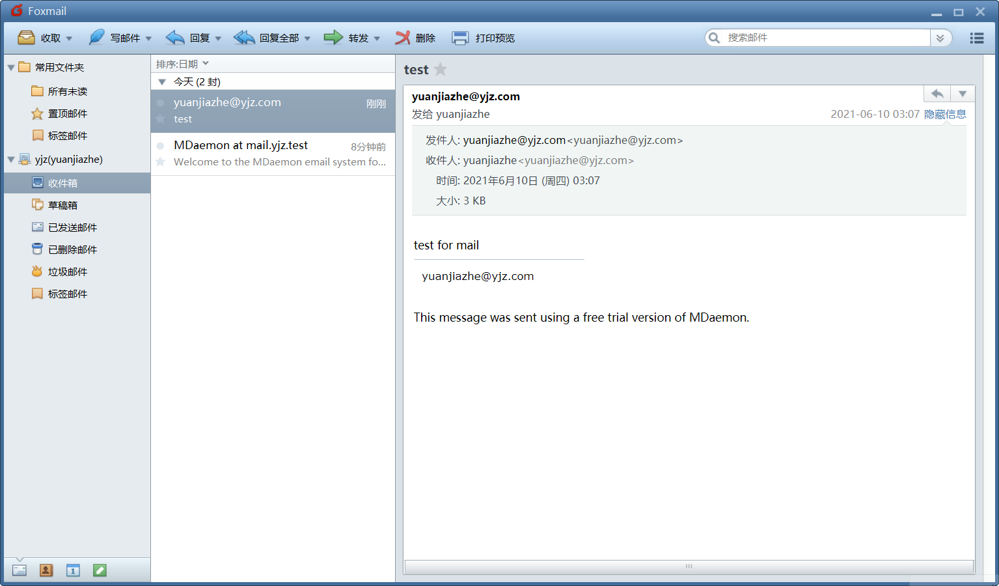 Foxmail
收取 写邮件 回复 回复全部 转发 删除 打印预览 搜索邮件
常用文件夹
所有未读
置顶邮件
标签邮件
yjz(yuanjiazhe)
收件箱
草稿箱
已发送邮件
已删除邮件
垃圾邮件
标签邮件
1
排序:日期
今天 (2 封)
yuanjiazhe@yjz.com 刚刚
test
MDaemon at mail.yjz.test 8分钟前
Welcome to the MDaemon email system fo...
test
yuanjiazhe@yjz.com
发给 yuanjiazhe 2021-06-10 03:07 隐藏信息
发件人: yuanjiazhe@yjz.com<yuanjiazhe@yjz.com>
收件人: yuanjiazhe<yuanjiazhe@yjz.com>
时间: 2021年6月10日 (周四) 03:07
大小: 3 KB
test for mail
yuanjiazhe@yjz.com
This message was sent using a free trial version of MDaemon.